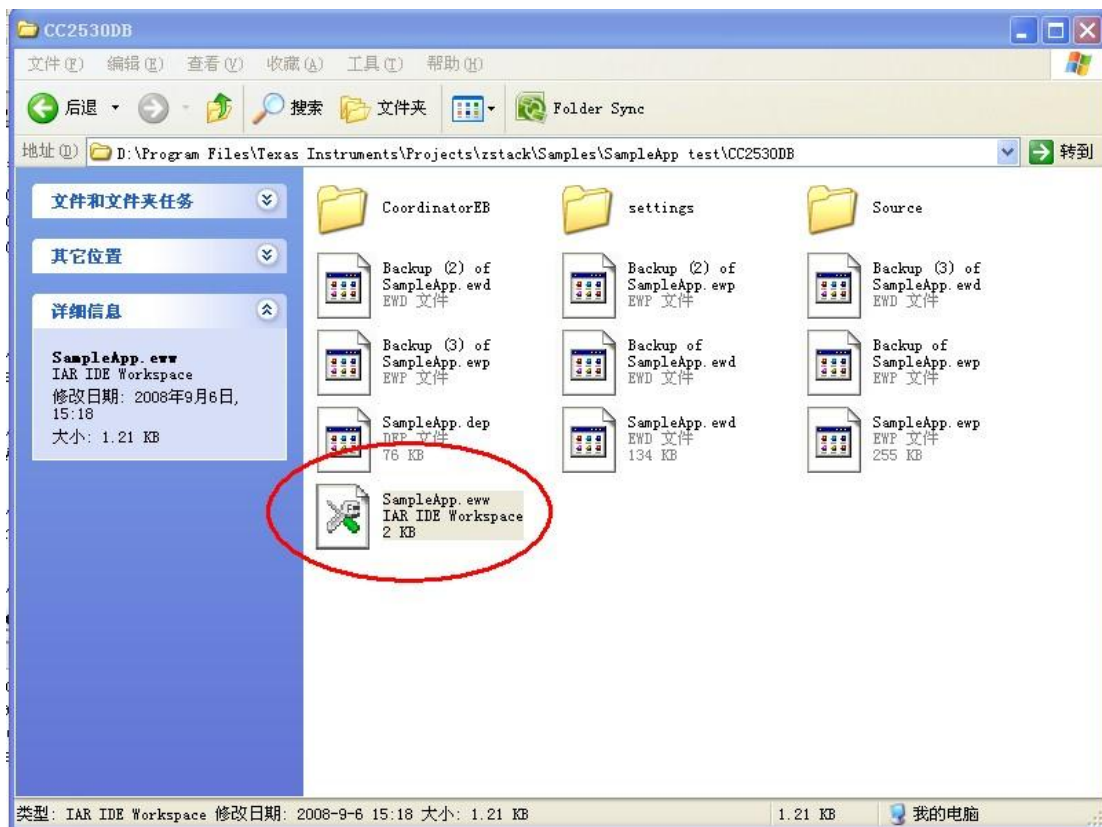 CC2530DB
文件(F) 编辑(E) 查看(V) 收藏(A) 工具(T) 帮助(H)
后退 搜索 文件夹 Folder Sync
地址(D) D:\Program Files\Texas Instruments\Projects\zstack\Samples\SampleApp test\CC2530DB 转到
文件和文件夹任务
其它位置
详细信息
SampleApp.eww
IAR IDE Workspace
修改日期: 2008年9月6日,
15:18
大小: 1.21 KB
CoordinatorEB
settings
Source
Backup (2) of
SampleApp.ewd
EWD 文件
Backup (2) of
SampleApp.ewp
EWP 文件
Backup (3) of
SampleApp.ewd
EWD 文件
Backup (3) of
SampleApp.ewp
EWP 文件
Backup of
SampleApp.ewd
EWD 文件
Backup of
SampleApp.ewp
EWP 文件
SampleApp.dep
DEP 文件
76 KB
SampleApp.ewd
EWD 文件
134 KB
SampleApp.ewp
EWP 文件
255 KB
SampleApp.eww
IAR IDE Workspace
2 KB
类型: IAR IDE Workspace 修改日期: 2008-9-6 15:18 大小: 1.21 KB 1.21 KB 我的电脑